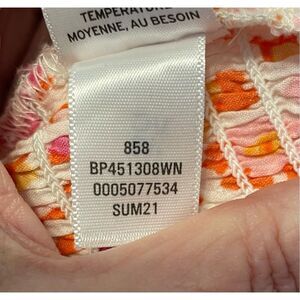 TEMPERATURE
MOYENNE, AU BESOIN
858
BP451308WN
0005077534
SUM21